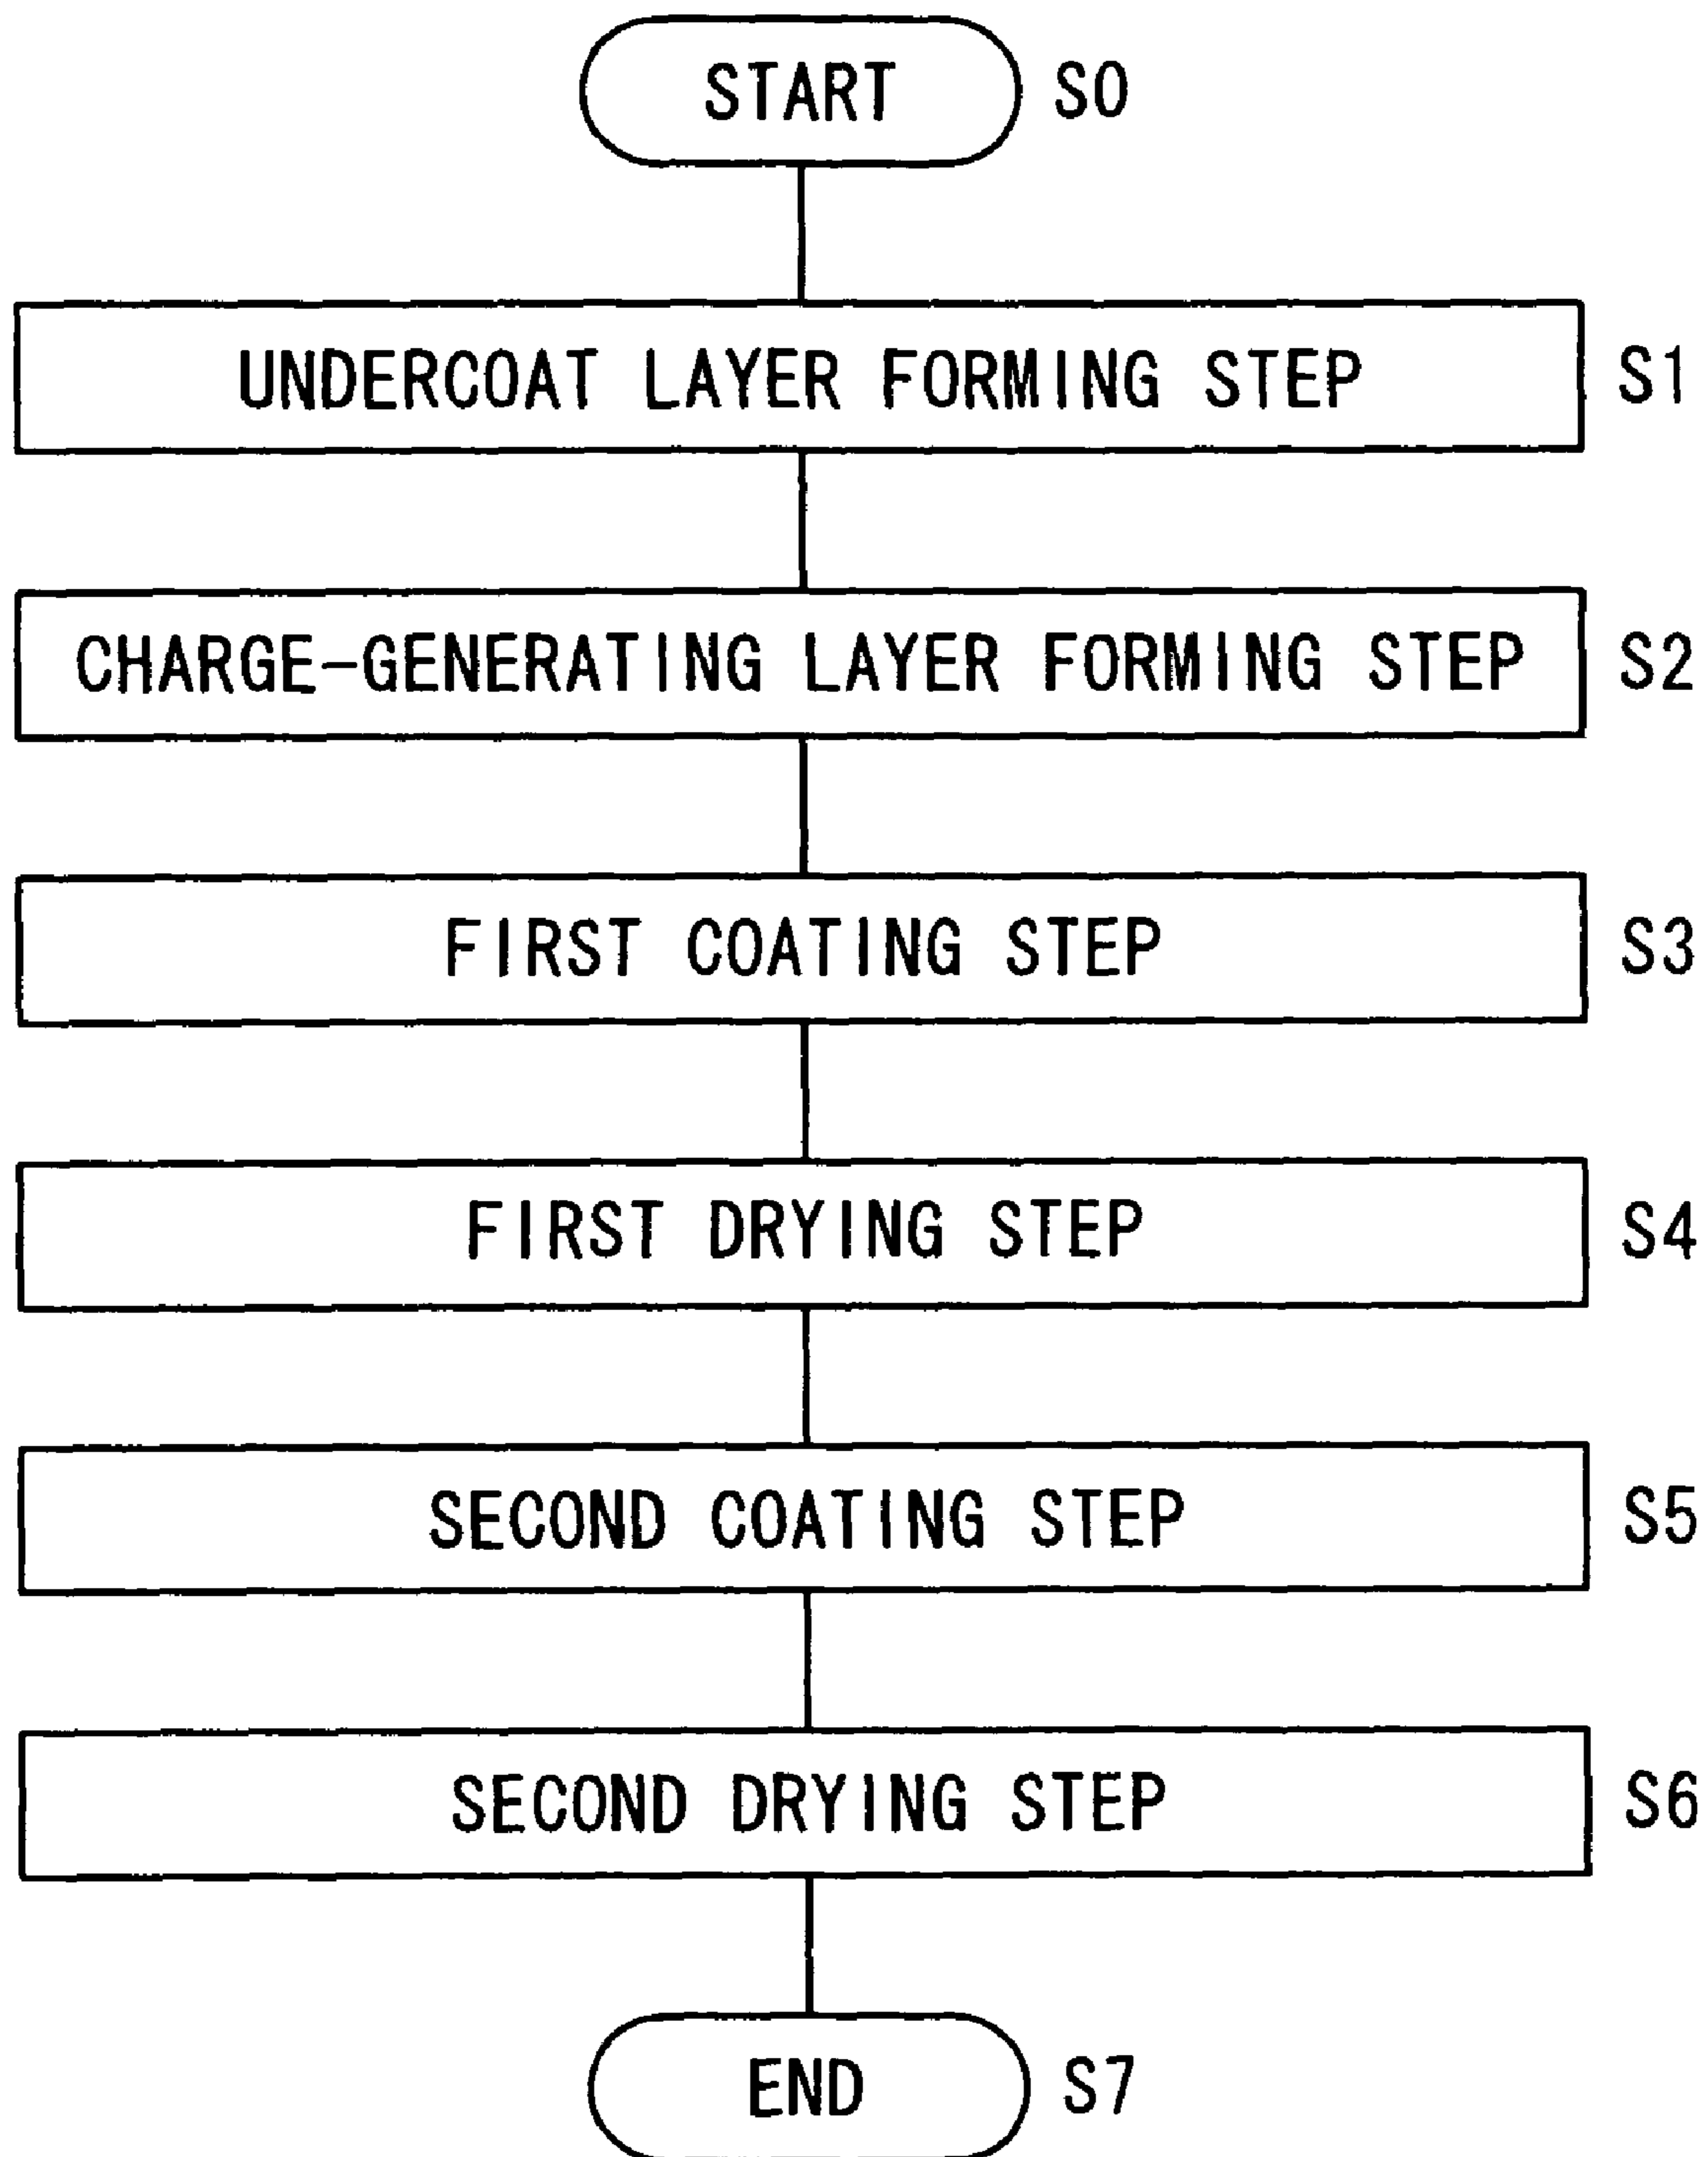 START S0
UNDERCOAT LAYER FORMING STEP S1
CHARGE-GENERATING LAYER FORMING STEP S2
FIRST COATING STEP S3
FIRST DRYING STEP S4
SECOND COATING STEP S5
SECOND DRYING STEP S6
END S7